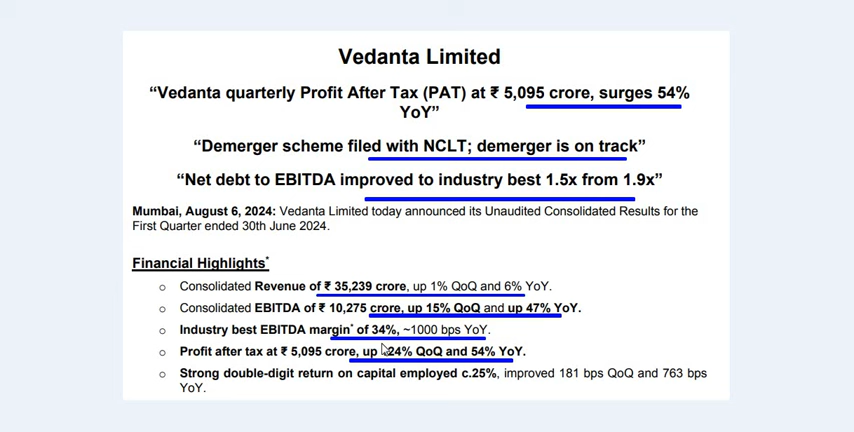 Vedanta Limited
“Vedanta quarterly Profit After Tax (PAT) at ₹ 5,095 crore, surges 54%
YoY”
“Demerger scheme filed with NCLT; demerger is on track”
“Net debt to EBITDA improved to industry best 1.5x from 1.9x”
Mumbai, August 6, 2024: Vedanta Limited today announced its Unaudited Consolidated Results for the
First Quarter ended 30th June 2024.
Financial Highlights*
o Consolidated Revenue of ₹ 35,239 crore, up 1% QoQ and 6% YoY.
o Consolidated EBITDA of ₹ 10,275 crore, up 15% QoQ and up 47% YoY.
o Industry best EBITDA margin* of 34%, ~1000 bps YoY.
o Profit after tax at ₹ 5,095 crore, up 24% QoQ and 54% YoY.
o Strong double-digit return on capital employed c.25%, improved 181 bps QoQ and 763 bps
YoY.